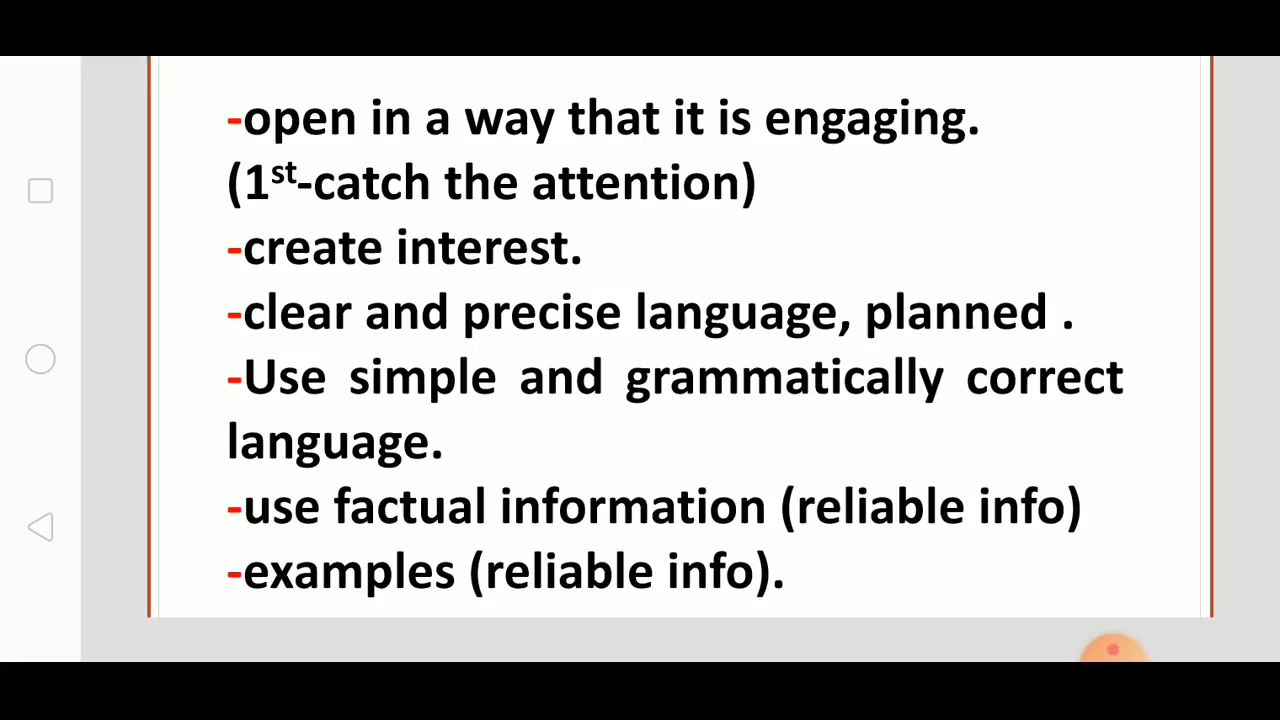 -open in a way that it is engaging.
(1st-catch the attention)
-create interest.
-clear and precise language, planned .
-Use simple and grammatically correct
language.
-use factual information (reliable info)
-examples (reliable info).